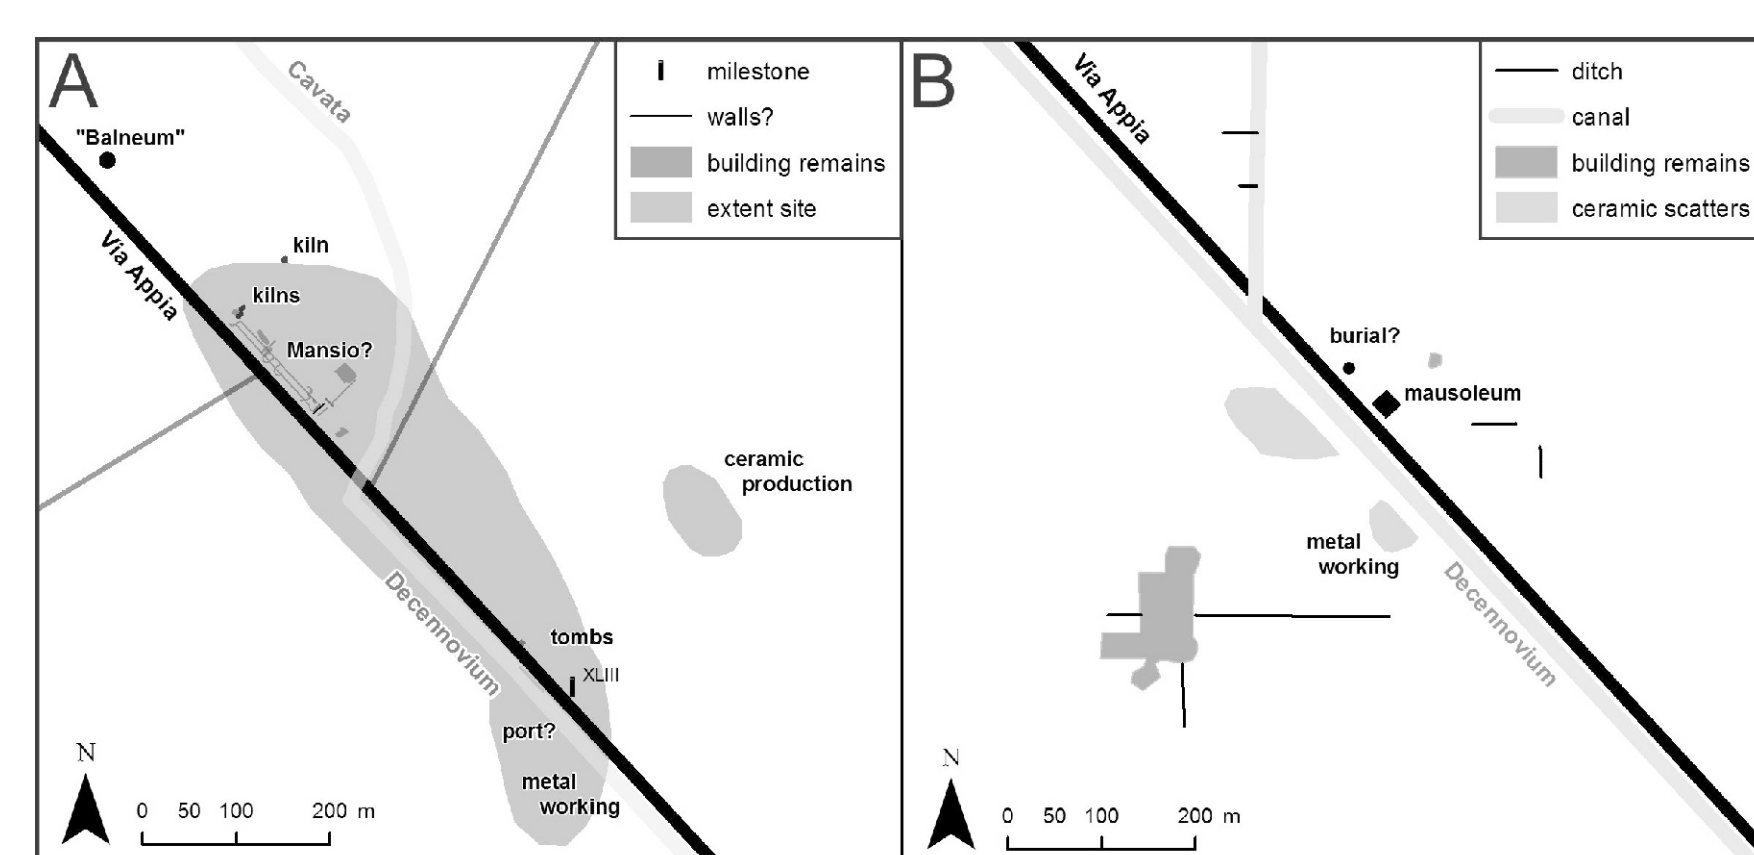 A
Cavata
"Balneum"
Via Appia
kiln
kilns
Mansio?
ceramic
production
Decennovium
tombs
XLIII
port?
metal
working
N
0 50 100 200 m
milestone
walls?
building remains
extent site
B
Via Appia
ditch
canal
building remains
ceramic scatters
burial?
mausoleum
metal
working
Decennovium
N
0 50 100 200 m